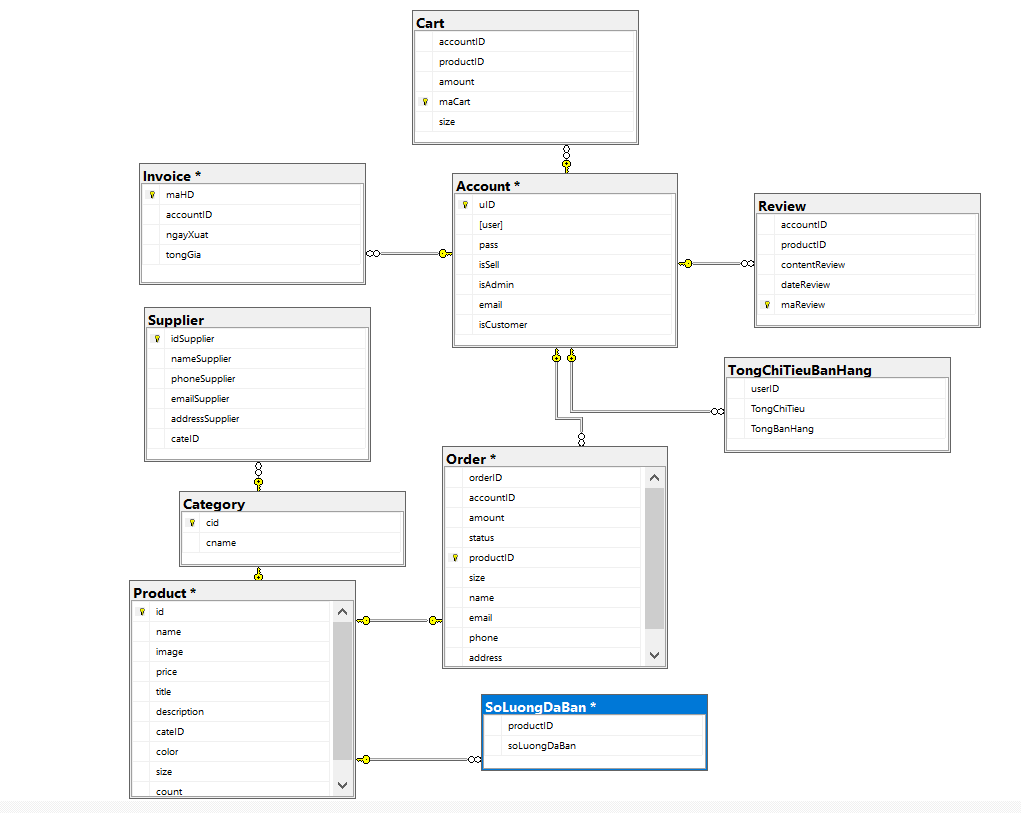 Cart
accountID
productID
amount
maCart
size
Invoice *
maHD
accountID
ngayXuat
tongGia
Account *
uID
[user]
pass
isSell
isAdmin
email
isCustomer
Review
accountID
productID
contentReview
dateReview
maReview
Supplier
idSupplier
nameSupplier
phoneSupplier
emailSupplier
addressSupplier
cateID
TongChiTieuBanHang
userID
TongChiTieu
TongBanHang
Order *
orderID
accountID
amount
status
productID
size
name
email
phone
address
Category
cid
cname
Product *
id
name
image
price
title
description
cateID
color
size
count
SoLuongDaBan *
productID
soLuongDaBan